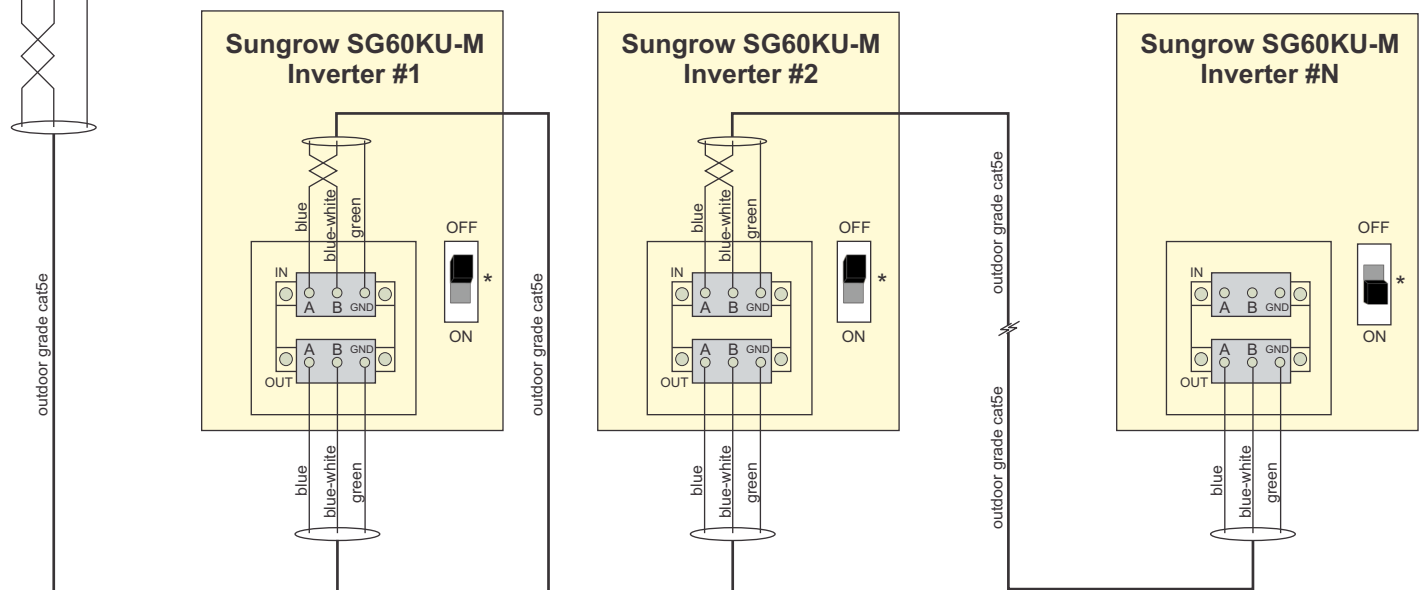 outdoor grade cat5e
Sungrow SG60KU-M
Inverter #1
blue
blue-white
green
OFF
*
ON
IN
A B GND
A B GND
OUT
blue
blue-white
green
outdoor grade cat5e
Sungrow SG60KU-M
Inverter #2
blue
blue-white
green
OFF
*
ON
IN
A B GND
A B GND
OUT
blue
blue-white
green
outdoor grade cat5e
outdoor grade cat5e
Sungrow SG60KU-M
Inverter #N
OFF
*
ON
IN
A B GND
A B GND
OUT
blue
blue-white
green